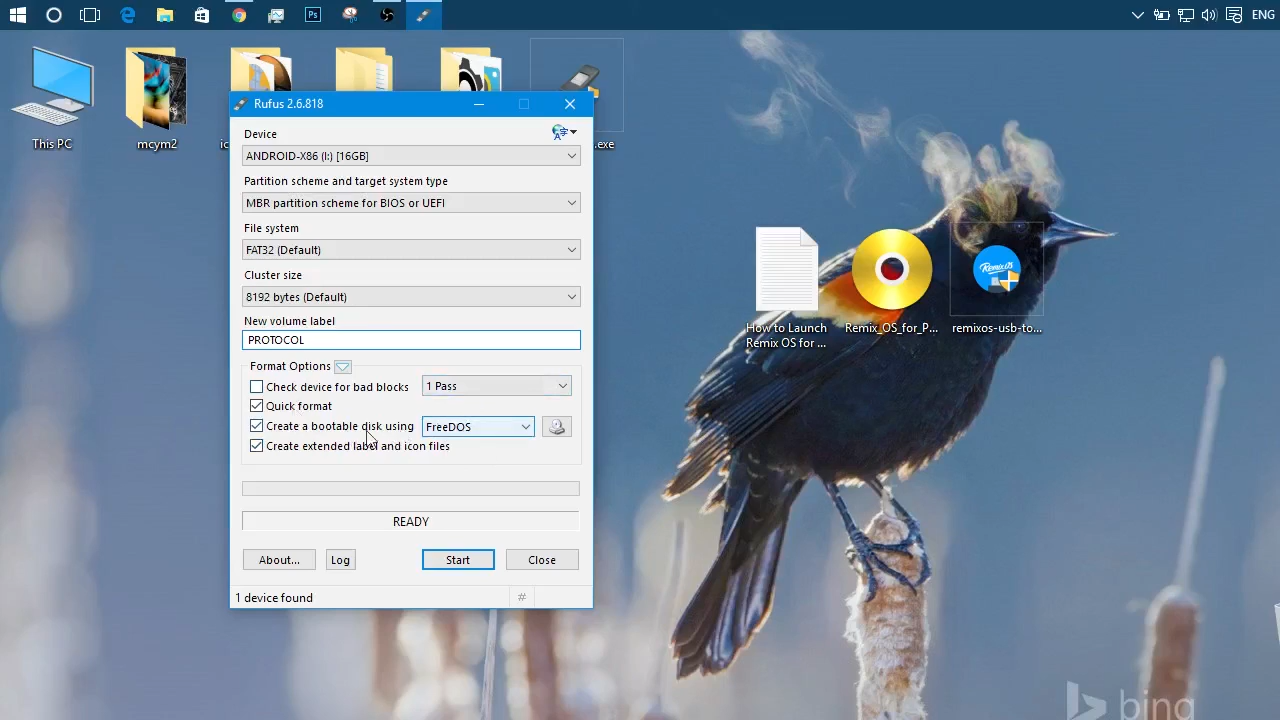 ENG
This PC
mcym2
ic
.exe
Rufus 2.6.818
Device
ANDROID-X86 (I:) [16GB]
Partition scheme and target system type
MBR partition scheme for BIOS or UEFI
File system
FAT32 (Default)
Cluster size
8192 bytes (Default)
New volume label
PROTOCOL
Format Options
Check device for bad blocks
1 Pass
Quick format
Create a bootable disk using
FreeDOS
Create extended label and icon files
READY
About...
Log
Start
Close
1 device found
#
How to Launch
Remix OS for ...
Remix_OS_for_P...
RemixOS
remixos-usb-to...
bing